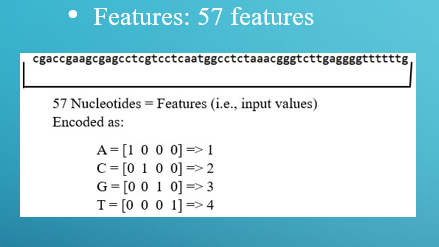 • Features: 57 features
cgaccgaagcgagcctcgtcctcaatggcctctaaacgggtcttgaggggttttttg
57 Nucleotides = Features (i.e., input values)
Encoded as:
A = [1 0 0 0] => 1
C = [0 1 0 0] => 2
G = [0 0 1 0] => 3
T = [0 0 0 1] => 4